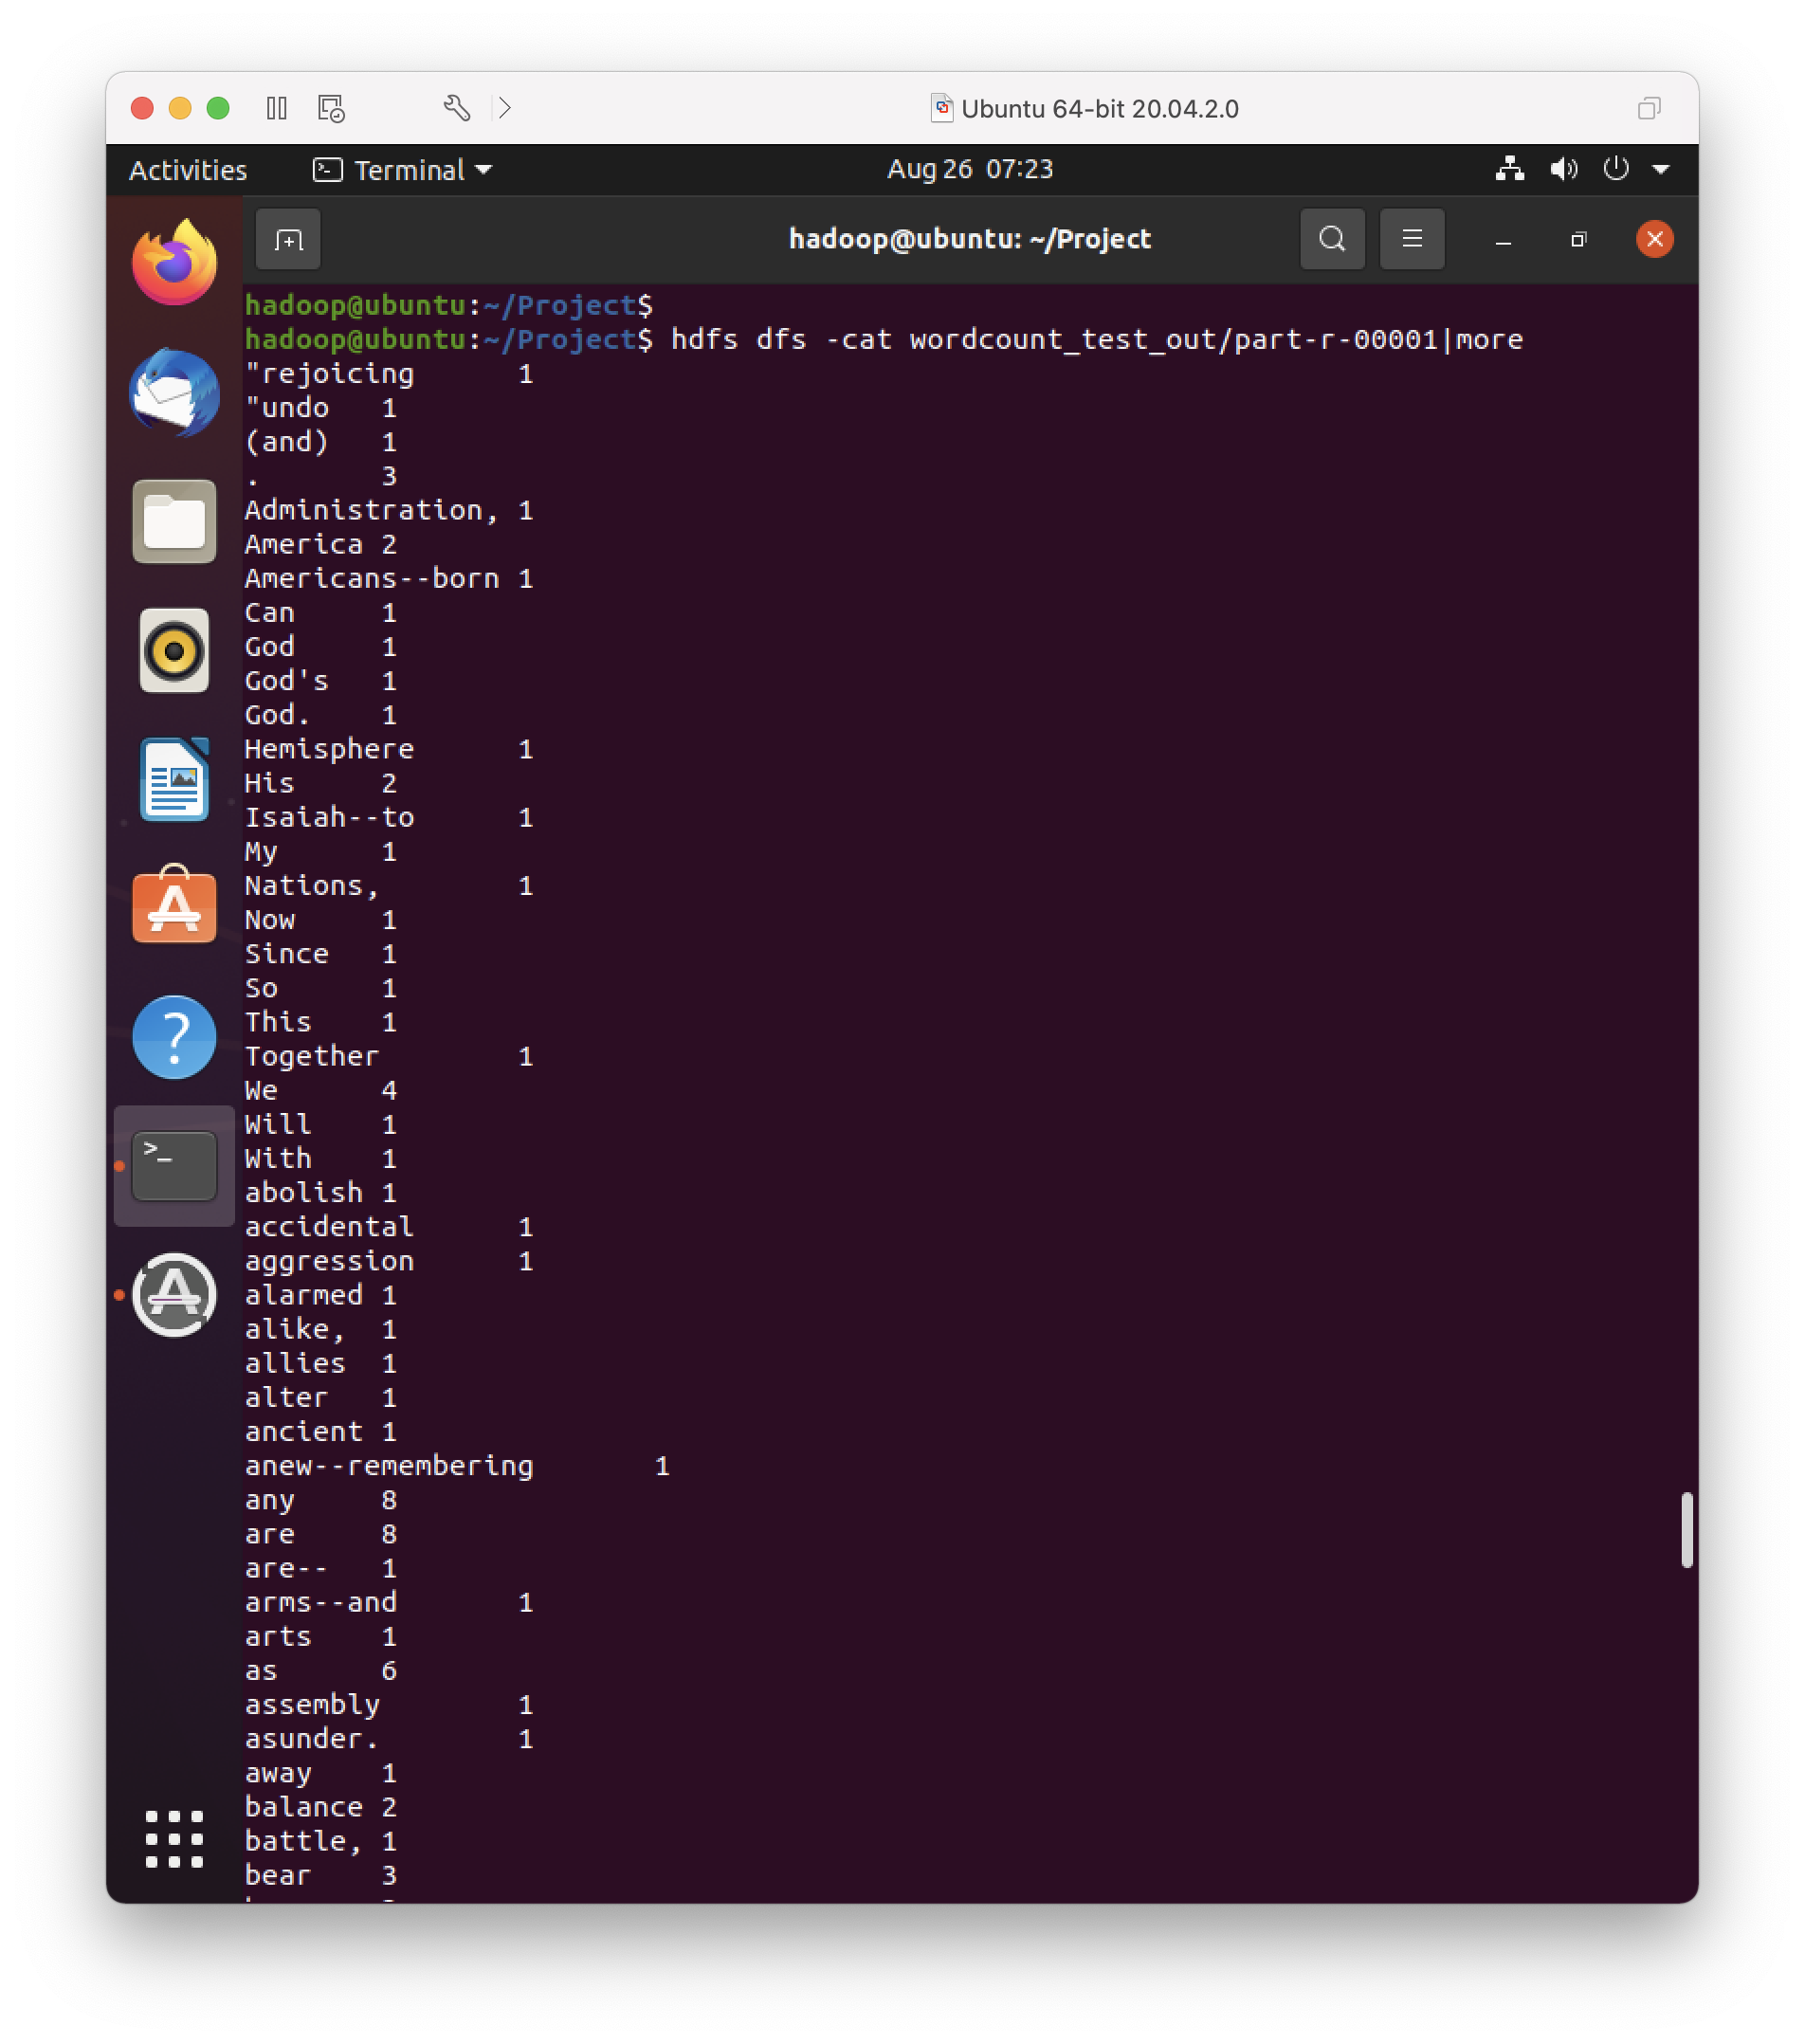 Ubuntu 64-bit 20.04.2.0
Activities Terminal Aug 26 07:23
hadoop@ubuntu: ~/Project
hadoop@ubuntu:~/Project$
hadoop@ubuntu:~/Project$ hdfs dfs -cat wordcount_test_out/part-r-00001|more
"rejoicing 1
"undo 1
(and) 1
. 3
Administration, 1
America 2
Americans--born 1
Can 1
God 1
God's 1
God. 1
Hemisphere 1
His 2
Isaiah--to 1
My 1
Nations, 1
Now 1
Since 1
So 1
This 1
Together 1
We 4
Will 1
With 1
abolish 1
accidental 1
aggression 1
alarmed 1
alike, 1
allies 1
alter 1
ancient 1
anew--remembering 1
any 8
are 8
are-- 1
arms--and 1
arts 1
as 6
assembly 1
asunder. 1
away 1
balance 2
battle, 1
bear 3